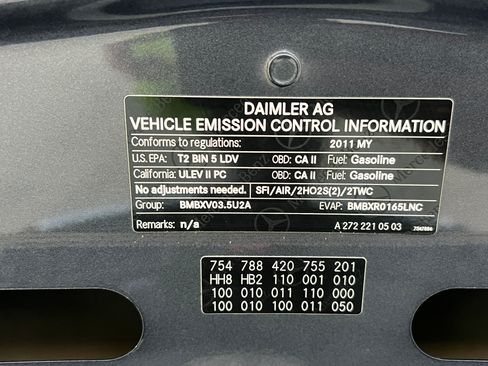 DAIMLER AG
VEHICLE EMISSION CONTROL INFORMATION
Conforms to regulations: 2011 MY
U.S. EPA: T2 BIN 5 LDV OBD: CA II Fuel: Gasoline
California: ULEV II PC OBD: CA II Fuel: Gasoline
No adjustments needed. SFI/AIR/2HO2S(2)/2TWC
Group: BMBXV03.5U2A EVAP: BMBXR0165LNC
Remarks: n/a A 272 221 05 03
754 788 420 755 201
HH8 HB2 110 001 010
100 010 011 110 000
100 010 100 011 050